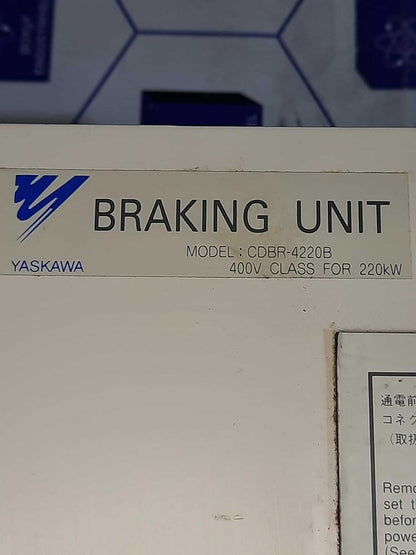 BRAKING UNIT
MODEL : CDBR-4220B
YASKAWA
400V CLASS FOR 220kW
通電前
コネク
(取扱
Remo
set t
befor
powe
(See